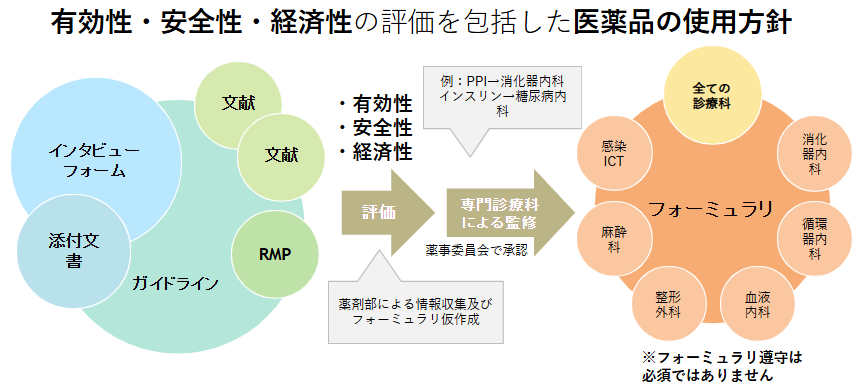 有効性・安全性・経済性の評価を包括した医薬品の使用方針
インタビュー
フォーム
文献
文献
添付文
書
RMP
ガイドライン
・有効性
・安全性
・経済性
例：PPI→消化器内科
インスリン→糖尿病内
科
評価
専門診療科
による監修
薬事委員会で承認
薬剤部による情報収集及び
フォーミュラリ仮作成
全ての
診療科
感染
ICT
消化
器内
科
フォーミュラリ
麻酔
科
循環
器内
科
整形
外科
血液
内科
※フォーミュラリ遵守は
必須ではありません